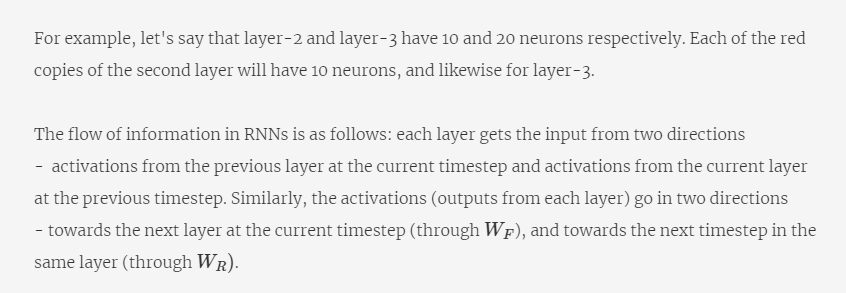 For example, let's say that layer-2 and layer-3 have 10 and 20 neurons respectively. Each of the red
copies of the second layer will have 10 neurons, and likewise for layer-3.
The flow of information in RNNs is as follows: each layer gets the input from two directions
- activations from the previous layer at the current timestep and activations from the current layer
at the previous timestep. Similarly, the activations (outputs from each layer) go in two directions
- towards the next layer at the current timestep (through W_F), and towards the next timestep in the
same layer (through W_R).